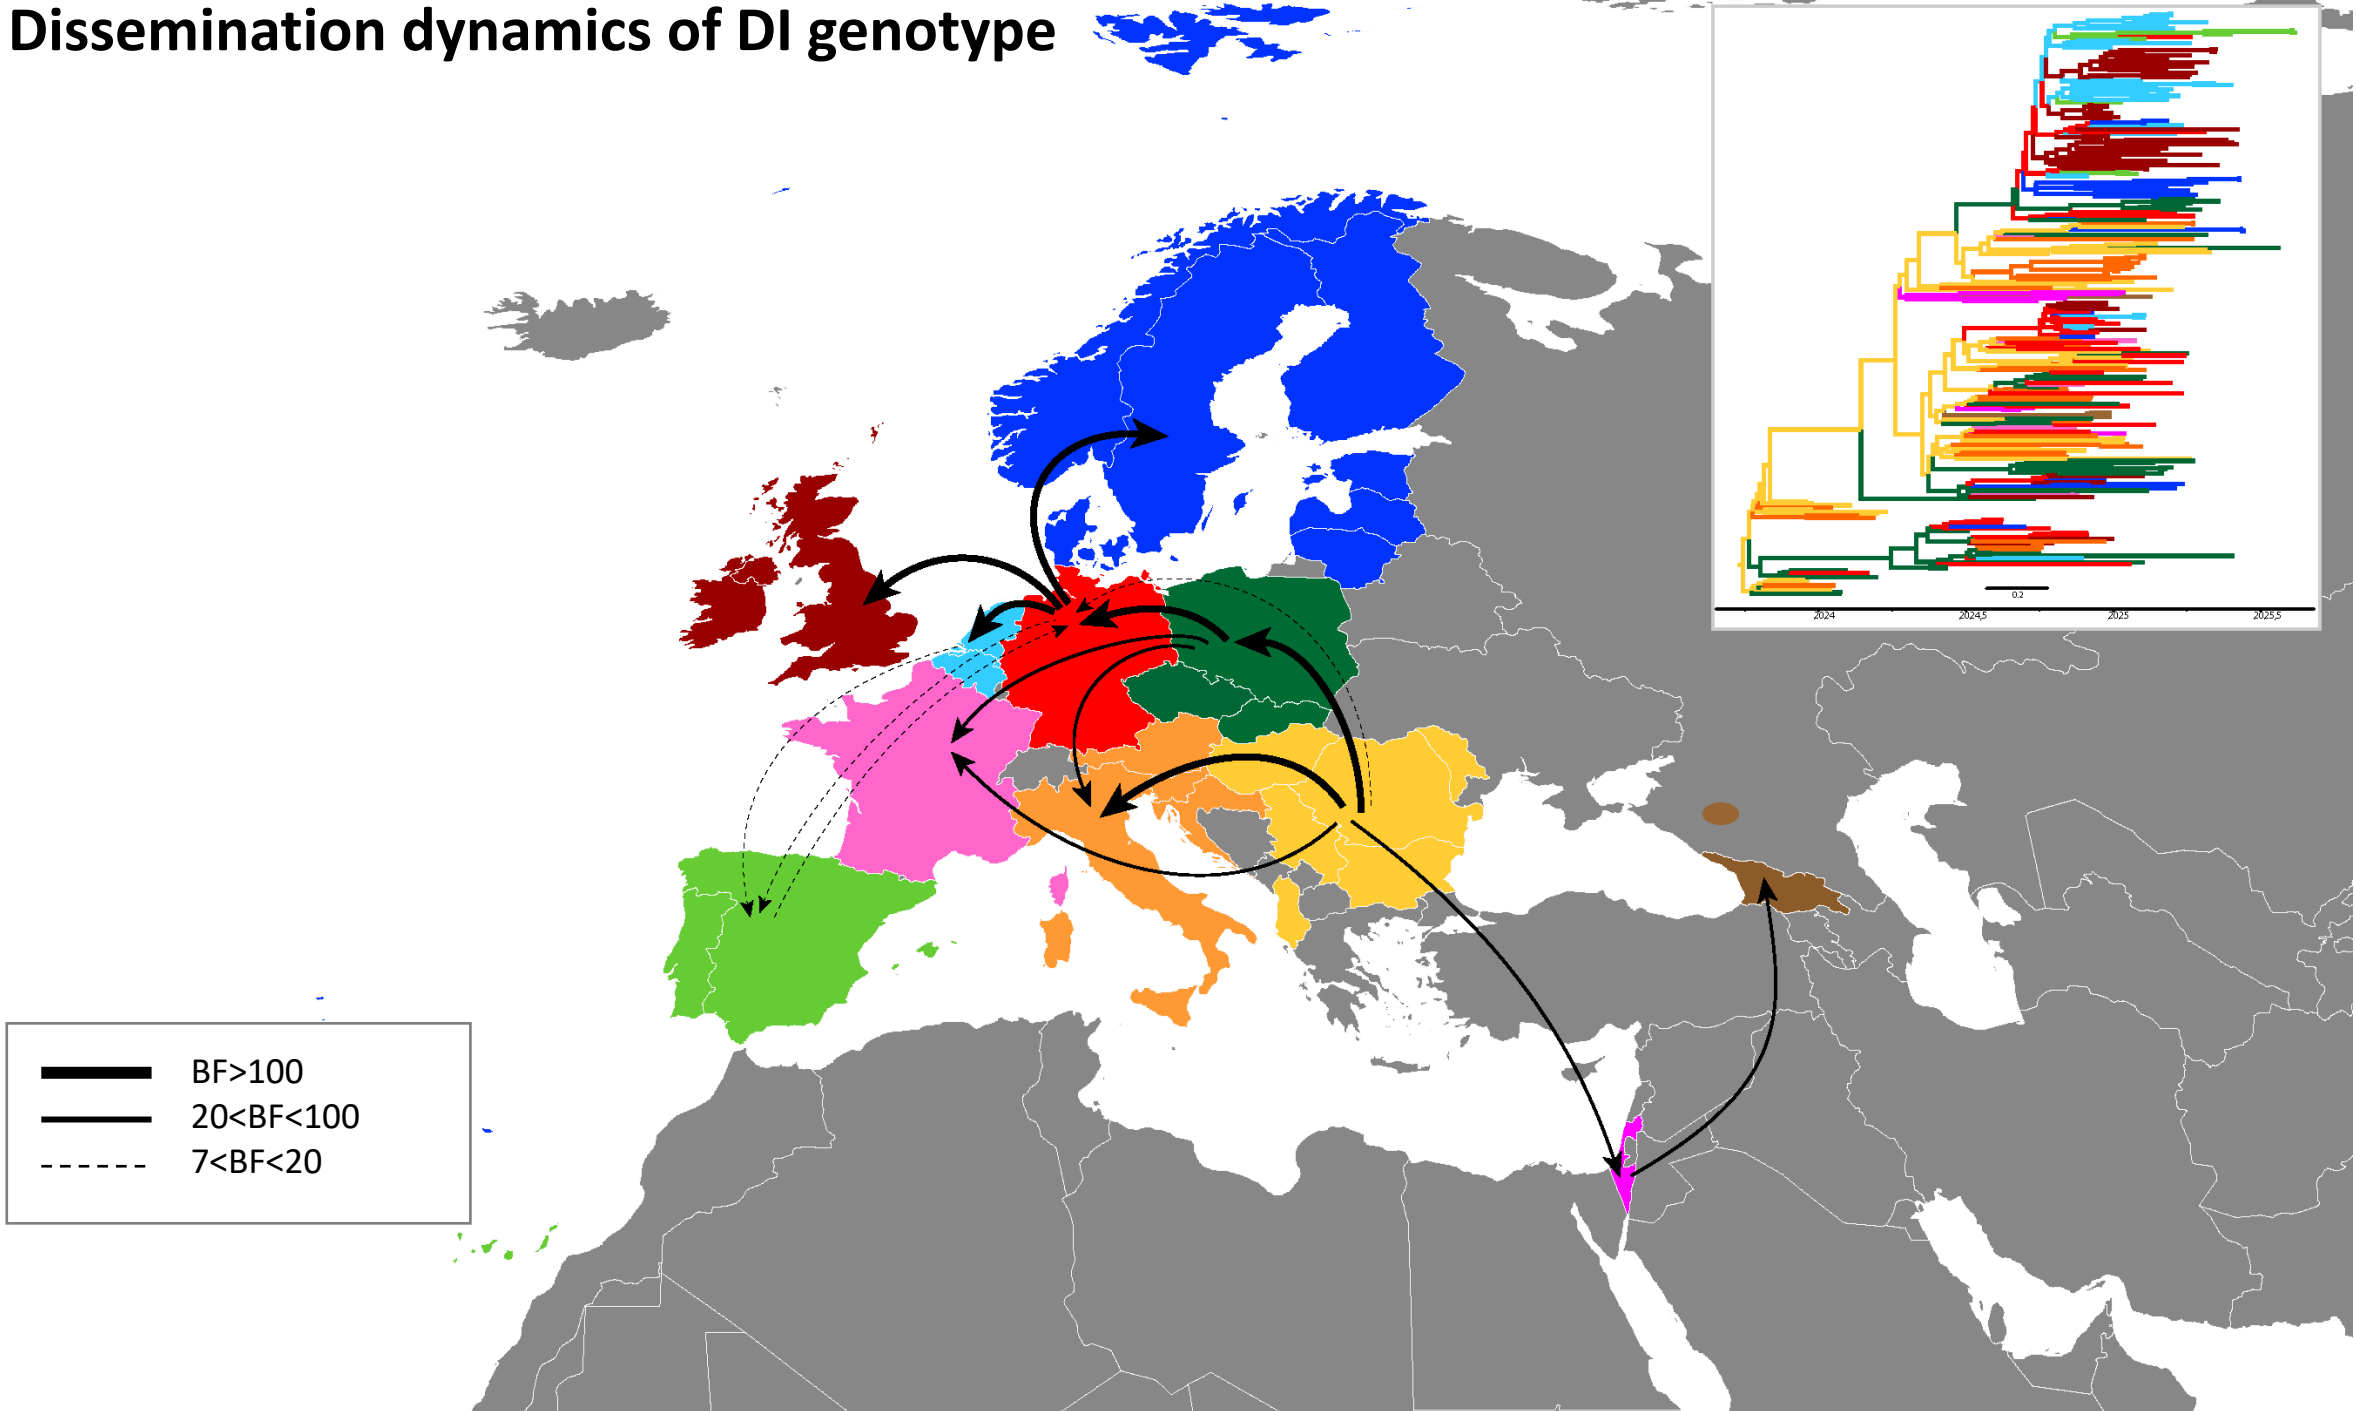 Dissemination dynamics of DI genotype
0.2
2024
2024,5
2025
2025,5
BF>100
20<BF<100
7<BF<20